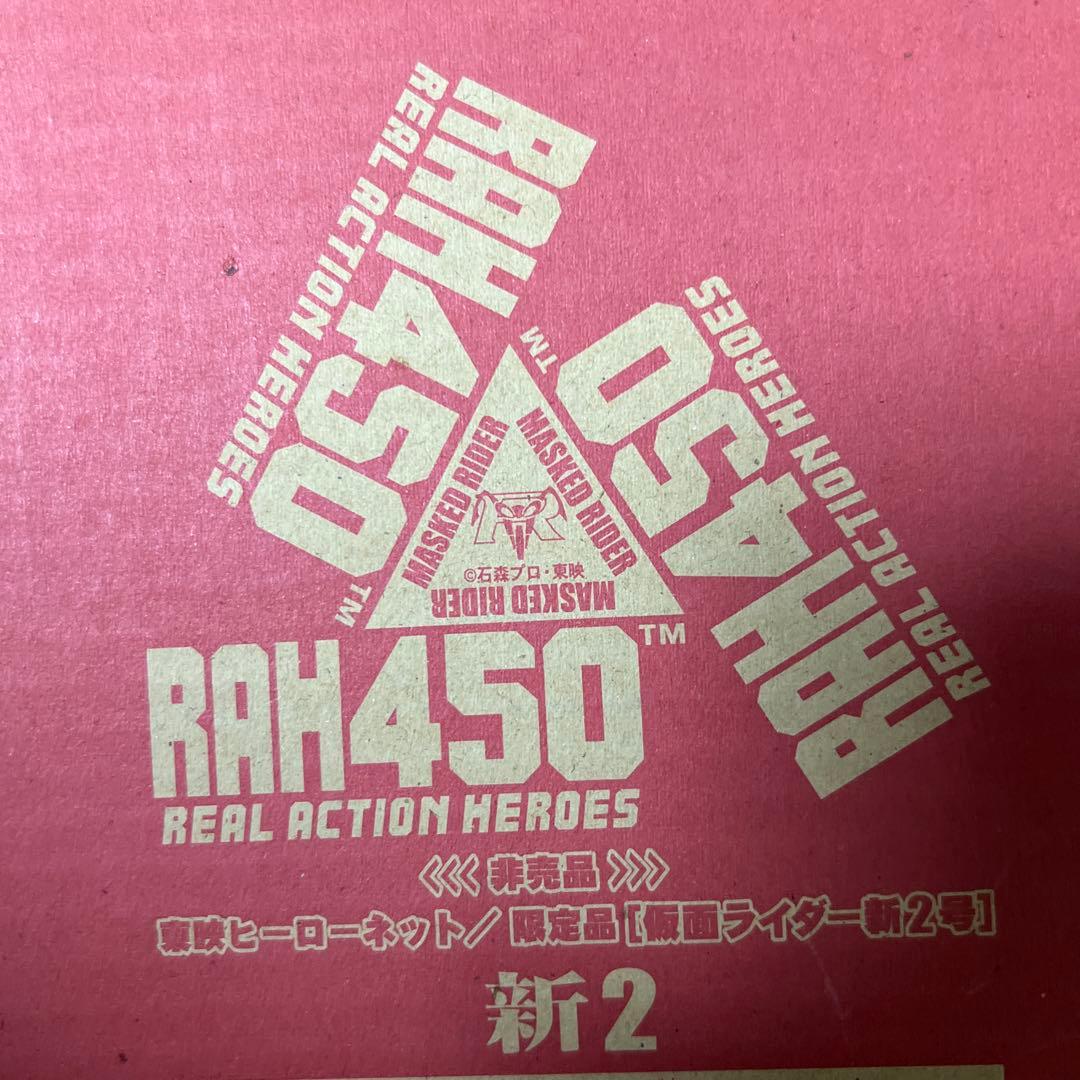 RAH450
REAL ACTION HEROES
TM
RAH450
REAL ACTION HEROES
TM
MASKED RIDER
MASKED RIDER
©石森プロ・東映
MASKED RIDER
RAH450 TM
REAL ACTION HEROES
<<<非売品>>>
東映ヒーローネット/限定品[仮面ライダー新2号]
新2